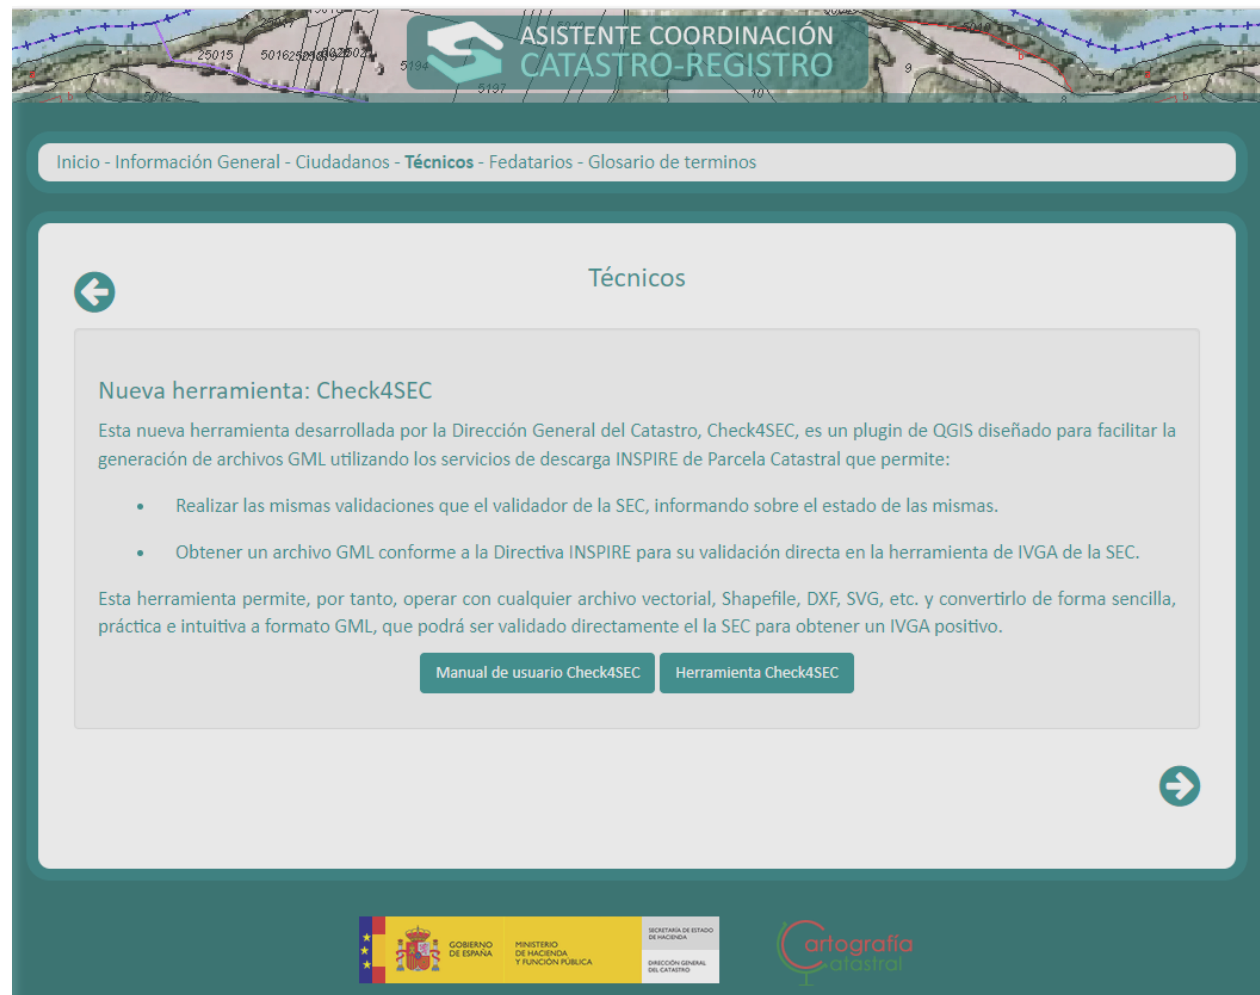 25015
5194
5197
10
9
8
ASISTENTE COORDINACIÓN
CATASTRO-REGISTRO
Inicio - Información General - Ciudadanos - Técnicos - Fedatarios - Glosario de terminos
Técnicos
Nueva herramienta: Check4SEC
Esta nueva herramienta desarrollada por la Dirección General del Catastro, Check4SEC, es un plugin de QGIS diseñado para facilitar la
generación de archivos GML utilizando los servicios de descarga INSPIRE de Parcela Catastral que permite:
• Realizar las mismas validaciones que el validador de la SEC, informando sobre el estado de las mismas.
• Obtener un archivo GML conforme a la Directiva INSPIRE para su validación directa en la herramienta de IVGA de la SEC.
Esta herramienta permite, por tanto, operar con cualquier archivo vectorial, Shapefile, DXF, SVG, etc. y convertirlo de forma sencilla,
práctica e intuitiva a formato GML, que podrá ser validado directamente el la SEC para obtener un IVGA positivo.
Manual de usuario Check4SEC
Herramienta Check4SEC
GOBIERNO
DE ESPAÑA
MINISTERIO
DE HACIENDA
Y FUNCIÓN PÚBLICA
SECRETARÍA DE ESTADO
DE HACIENDA
DIRECCIÓN GENERAL
DEL CATASTRO
Cartografía
Catastral